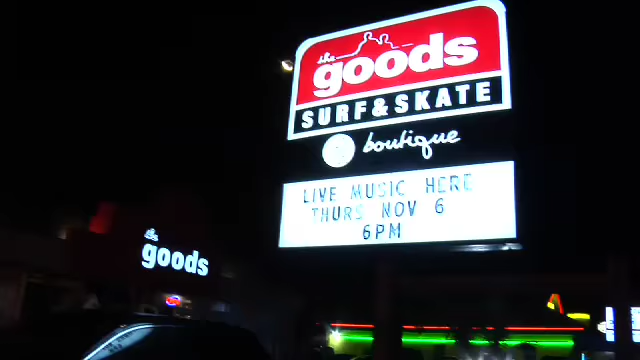 the
goods
SURF&SKATE
boutique
LIVE MUSIC HERE
THURS NOV 6
6PM
the
goods